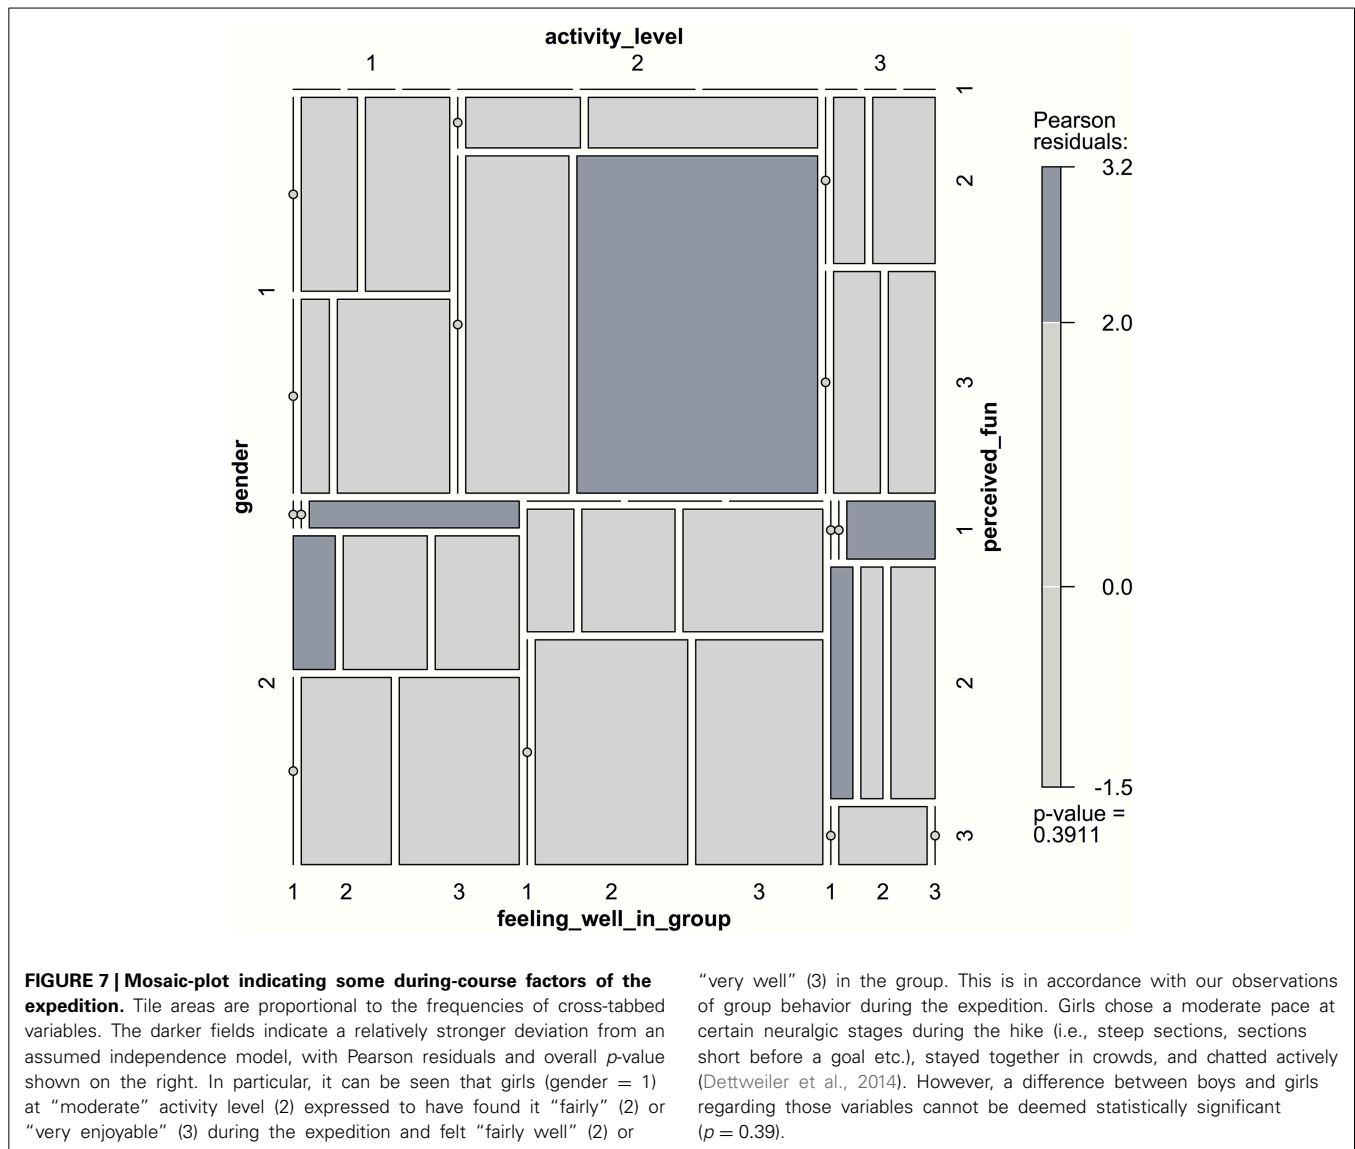 activity_level
1 2 3
1
2
3
1
2
3
gender
1
2
perceived_fun
1 2 3 1 2 3 1 2 3
feeling_well_in_group
Pearson
residuals:
3.2
2.0
0.0
-1.5
p-value =
0.3911
FIGURE 7 | Mosaic-plot indicating some during-course factors of the
expedition. Tile areas are proportional to the frequencies of cross-tabbed
variables. The darker fields indicate a relatively stronger deviation from an
assumed independence model, with Pearson residuals and overall p-value
shown on the right. In particular, it can be seen that girls (gender = 1)
at “moderate” activity level (2) expressed to have found it “fairly” (2) or
“very enjoyable” (3) during the expedition and felt “fairly well” (2) or
“very well” (3) in the group. This is in accordance with our observations
of group behavior during the expedition. Girls chose a moderate pace at
certain neuralgic stages during the hike (i.e., steep sections, sections
short before a goal etc.), stayed together in crowds, and chatted actively
(Dettweiler et al., 2014). However, a difference between boys and girls
regarding those variables cannot be deemed statistically significant
(p = 0.39).